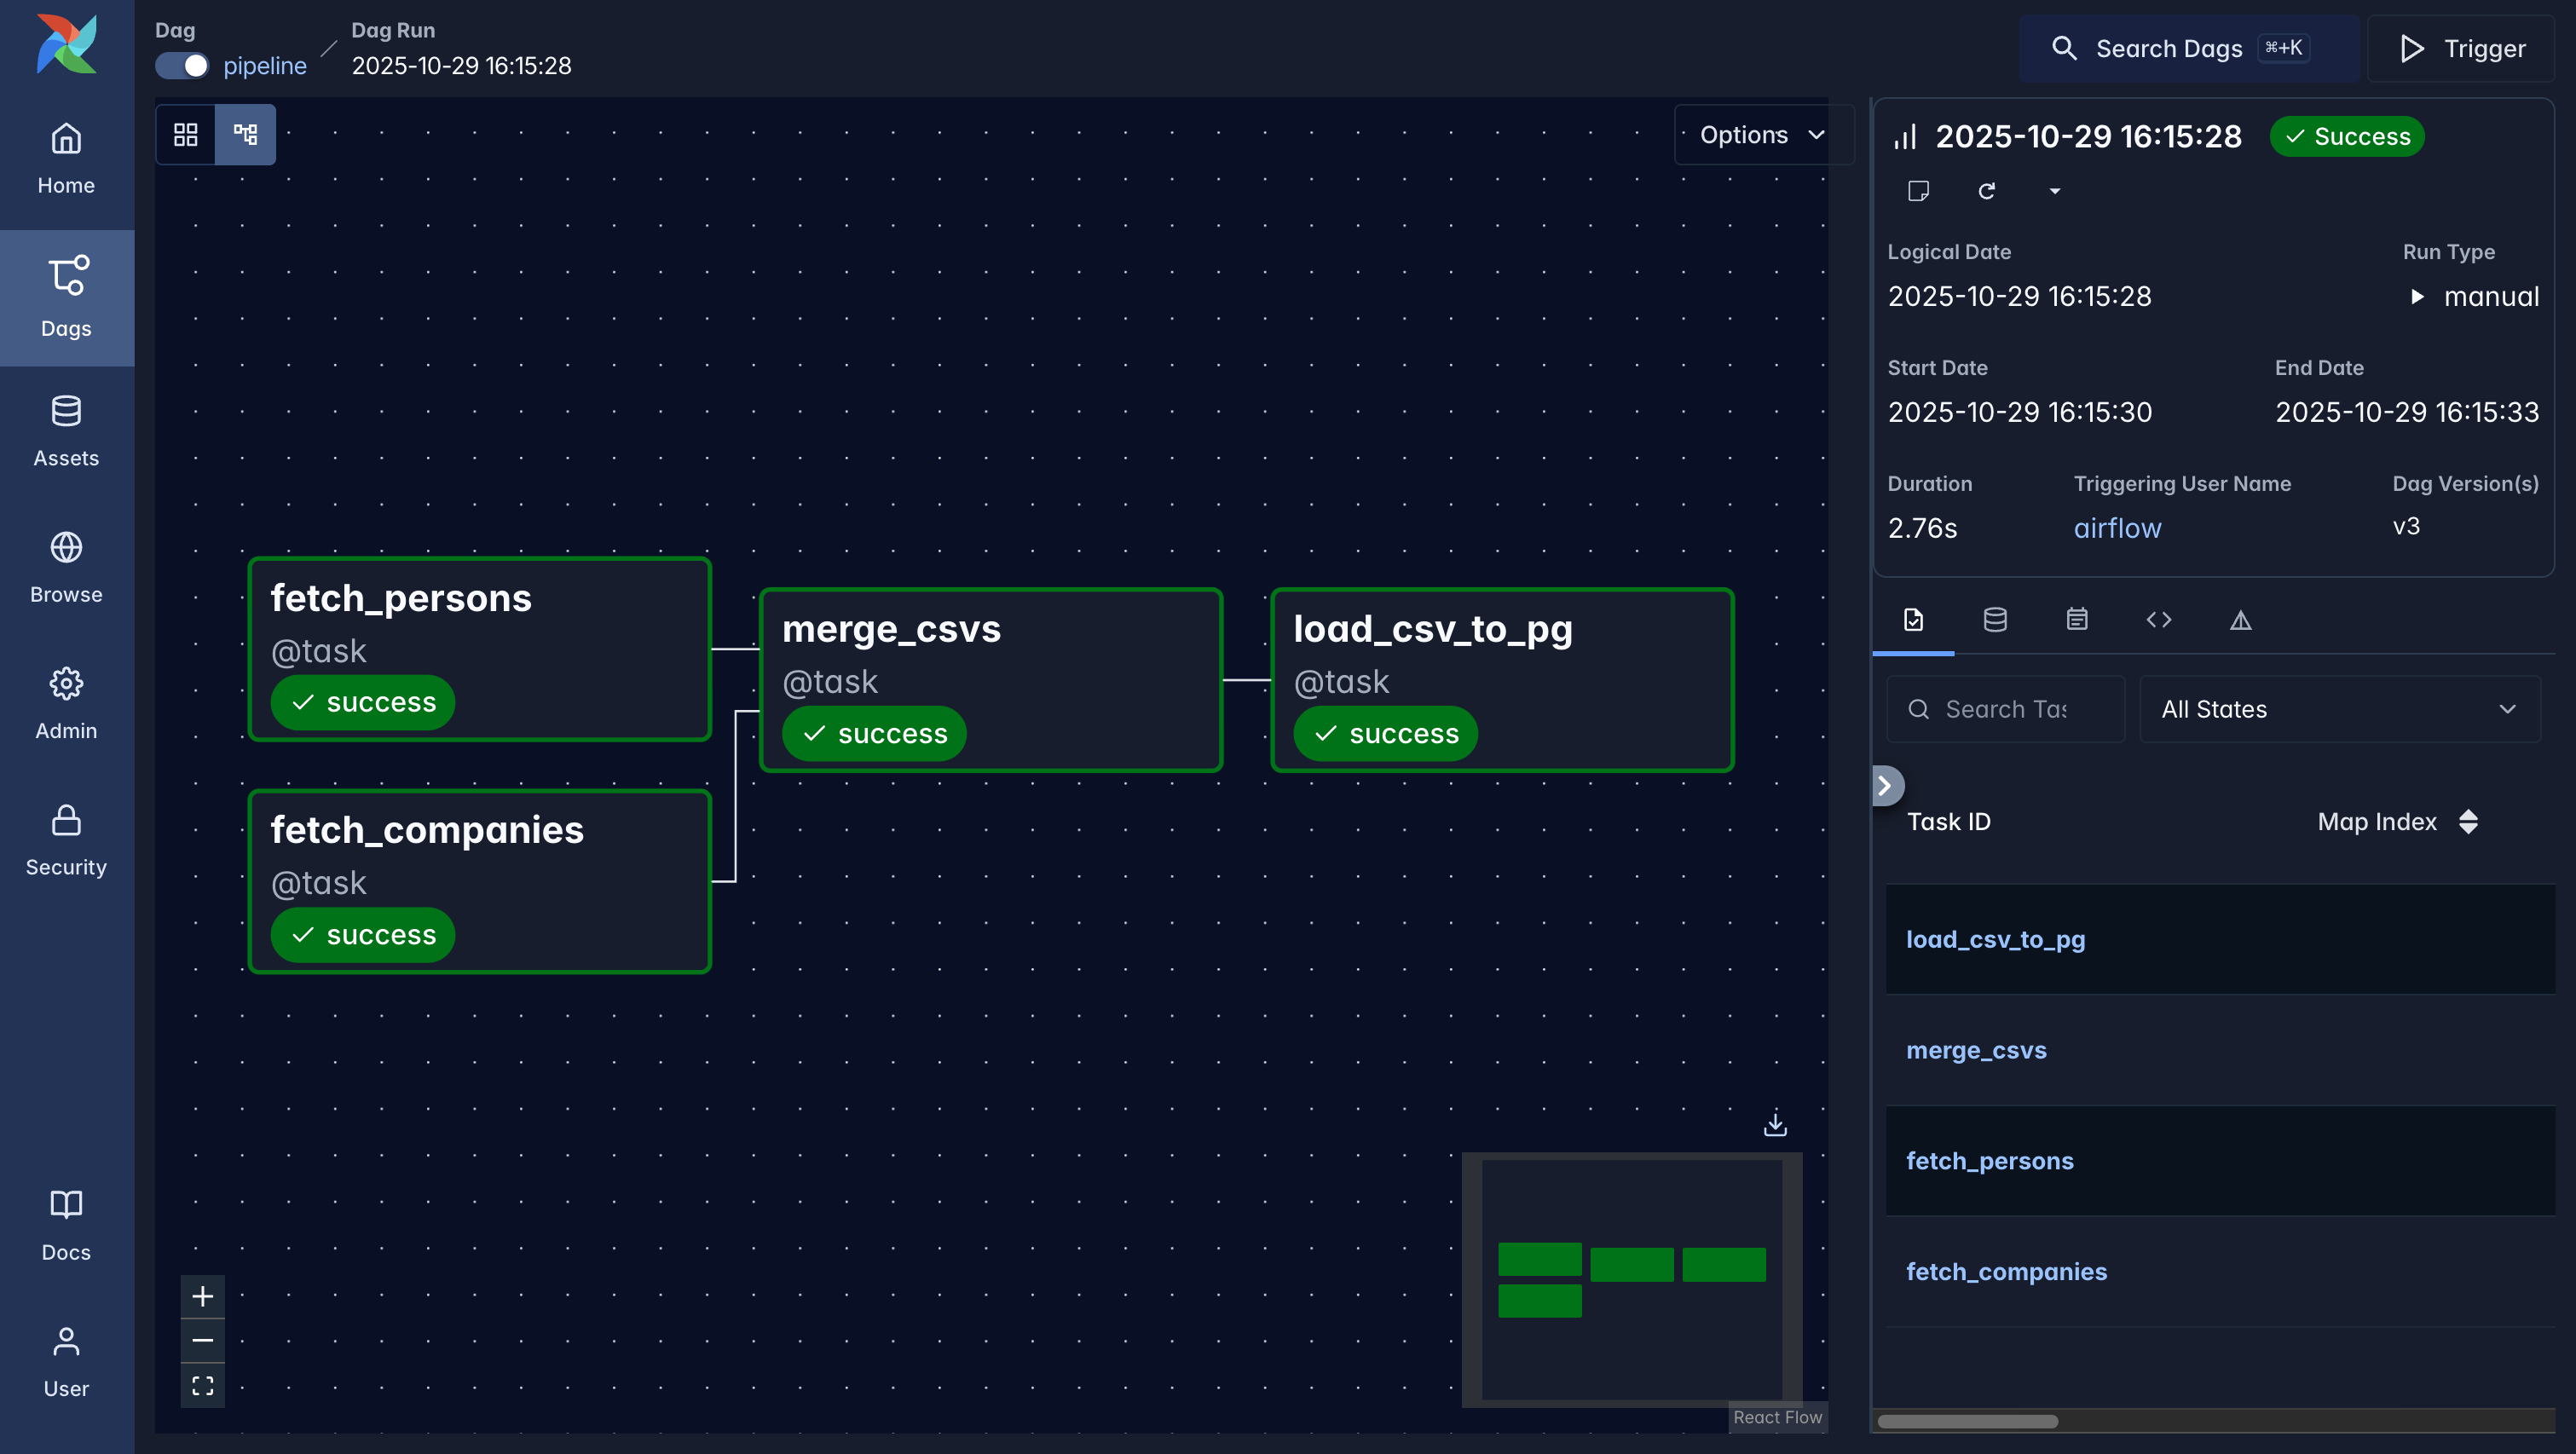 Dag
pipeline
Dag Run
2025-10-29 16:15:28
Search Dags ⌘+K
Trigger
Home
Dags
Assets
Browse
Admin
Security
Docs
User
Options
fetch_persons
@task
success
fetch_companies
@task
success
merge_csvs
@task
success
load_csv_to_pg
@task
success
React Flow
2025-10-29 16:15:28 Success
Logical Date Run Type
2025-10-29 16:15:28 manual
Start Date End Date
2025-10-29 16:15:30 2025-10-29 16:15:33
Duration Triggering User Name Dag Version(s)
2.76s airflow v3
Search Tas All States
Task ID Map Index
load_csv_to_pg
merge_csvs
fetch_persons
fetch_companies